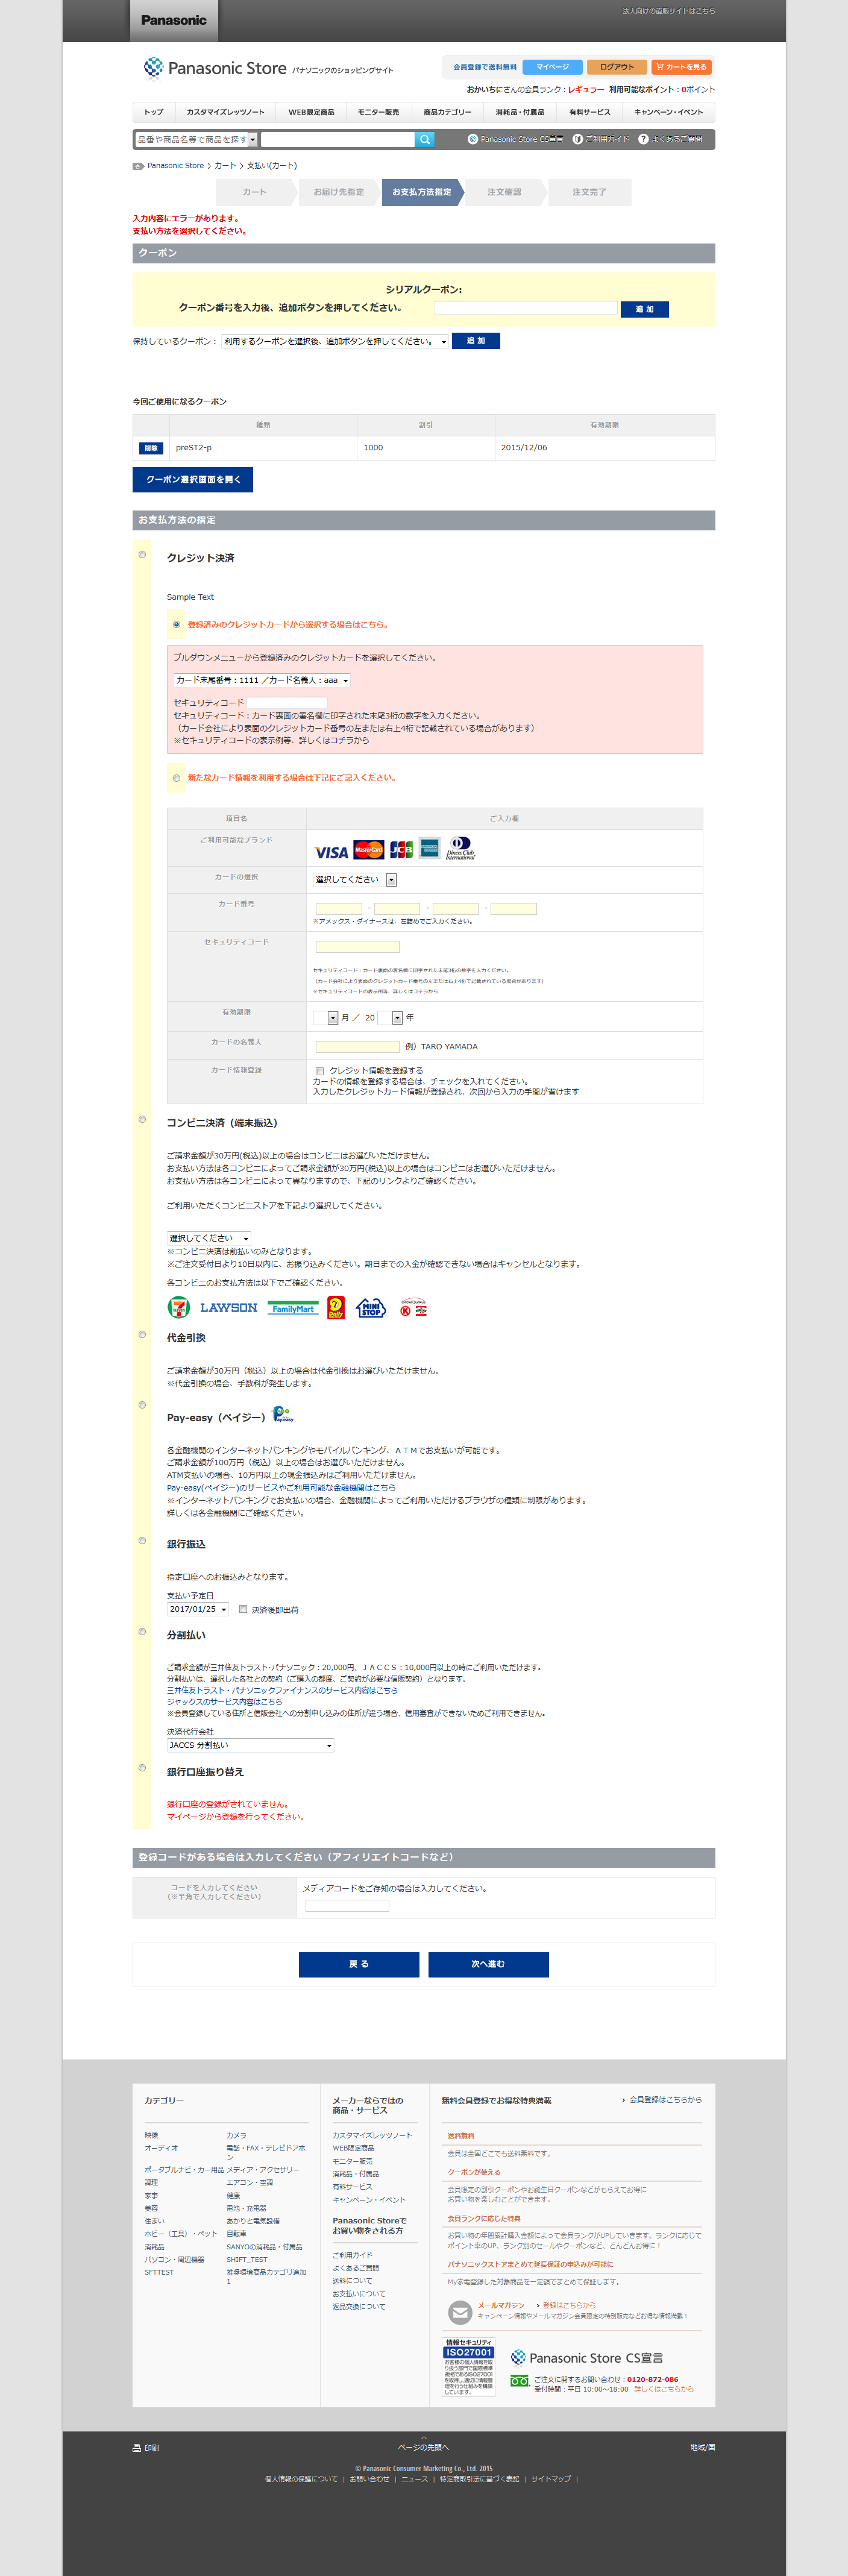 Panasonic
法人向けの直販サイトはこちら
Panasonic Store パナソニックのショッピングサイト
会員登録で送料無料 マイページ ログアウト カートを見る
おかいちにさんの会員ランク：レギュラー 利用可能なポイント：0ポイント
トップ カスタマイズレッツノート WEB限定商品 モニター販売 商品カテゴリー 消耗品・付属品 有料サービス キャンペーン・イベント
品番や商品名等で商品を探す Panasonic Store CS宣言 ご利用ガイド よくあるご質問
Panasonic Store > カート > 支払い(カート)
カート お届け先指定 お支払方法指定 注文確認 注文完了
入力内容にエラーがあります。
支払い方法を選択してください。
クーポン
シリアルクーポン:
クーポン番号を入力後、追加ボタンを押してください。 追 加
保持しているクーポン： 利用するクーポンを選択後、追加ボタンを押してください。 追 加
今回ご使用になるクーポン
種類 割引 有効期限
削除 preST2-p 1000 2015/12/06
クーポン選択画面を開く
お支払方法の指定
クレジット決済
Sample Text
登録済みのクレジットカードから選択する場合はこちら。
プルダウンメニューから登録済みのクレジットカードを選択してください。
カード末尾番号：1111 ／カード名義人：aaa
セキュリティコード
セキュリティコード：カード裏面の署名欄に印字された末尾3桁の数字を入力ください。
（カード会社により表面のクレジットカード番号の左または右上4桁で記載されている場合があります）
※セキュリティコードの表示例等、詳しくはコチラから
新たなカード情報を利用する場合は下記にご記入ください。
項目名 ご入力欄
ご利用可能なブランド VISA MasterCard JCB Diners Club International
カードの選択 選択してください
カード番号 - - -
※アメックス・ダイナースは、左詰めでご入力ください。
セキュリティコード
セキュリティコード：カード裏面の署名欄に印字された末尾3桁の数字を入力ください。
（カード会社により表面のクレジットカード番号の左または右上4桁で記載されている場合があります）
※セキュリティコードの表示例等、詳しくはコチラから
有効期限 月 ／ 20 年
カードの名義人 例）TARO YAMADA
カード情報登録 クレジット情報を登録する
カードの情報を登録する場合は、チェックを入れてください。
入力したクレジットカード情報が登録され、次回から入力の手間が省けます
コンビニ決済（端末振込）
ご請求金額が30万円(税込)以上の場合はコンビニはお選びいただけません。
お支払い方法は各コンビニによってご請求金額が30万円(税込)以上の場合はコンビニはお選びいただけません。
お支払い方法は各コンビニによって異なりますので、下記のリンクよりご確認ください。
ご利用いただくコンビニストアを下記より選択してください。
選択してください
※コンビニ決済は前払いのみとなります。
※ご注文受付日より10日以内に、お振り込みください。期日までの入金が確認できない場合はキャンセルとなります。
各コンビニのお支払方法は以下でご確認ください。
LAWSON FamilyMart MINI STOP
代金引換
ご請求金額が30万円（税込）以上の場合は代金引換はお選びいただけません。
※代金引換の場合、手数料が発生します。
Pay-easy（ペイジー） Pay-easy
各金融機関のインターネットバンキングやモバイルバンキング、ＡＴＭでお支払いが可能です。
ご請求金額が100万円（税込）以上の場合はお選びいただけません。
ATM支払いの場合、10万円以上の現金振込みはご利用いただけません。
Pay-easy(ペイジー)のサービスやご利用可能な金融機関はこちら
※インターネットバンキングでお支払いの場合、金融機関によってご利用いただけるブラウザの種類に制限があります。
詳しくは各金融機関にご確認ください。
銀行振込
指定口座へのお振込みとなります。
支払い予定日
2017/01/25 決済後即出荷
分割払い
ご請求金額が三井住友トラスト・パナソニック：20,000円、ＪＡＣＣＳ：10,000円以上の時にご利用いただけます。
分割払いは、選択した各社との契約（ご購入の都度、ご契約が必要な信販契約）となります。
三井住友トラスト・パナソニックファイナンスのサービス内容はこちら
ジャックスのサービス内容はこちら
※会員登録している住所と信販会社への分割申し込みの住所が違う場合、信用審査ができないためご利用できません。
決済代行会社
JACCS 分割払い
銀行口座振り替え
銀行口座の登録がされていません。
マイページから登録を行ってください。
登録コードがある場合は入力してください（アフィリエイトコードなど）
コードを入力してください
（※半角で入力してください）
メディアコードをご存知の場合は入力してください。
戻 る 次へ進む
カテゴリー
映像 カメラ
オーディオ 電話・FAX・テレビドアホン
ポータブルナビ・カー用品 メディア・アクセサリー
調理 エアコン・空調
家事 健康
美容 電池・充電器
住まい あかりと電気設備
ホビー（工具）・ペット 自転車
消耗品 SANYOの消耗品・付属品
パソコン・周辺機器 SHIFT_TEST
SFTTEST 推奨環境商品カテゴリ追加1
メーカーならではの
商品・サービス
カスタマイズレッツノート
WEB限定商品
モニター販売
消耗品・付属品
有料サービス
キャンペーン・イベント
Panasonic Storeで
お買い物をされる方
ご利用ガイド
よくあるご質問
送料について
お支払いについて
返品交換について
無料会員登録でお得な特典満載 会員登録はこちらから
送料無料
会員は全国どこでも送料無料です。
クーポンが使える
会員限定の割引クーポンやお誕生日クーポンなどがもらえてお得に
お買い物を楽しむことができます。
会員ランクに応じた特典
お買い物の年間累計購入金額によって会員ランクがUPしていきます。ランクに応じて
ポイント率のUP、ランク別のセールやクーポンなど、どんどんお得に！
パナソニックストアまとめて延長保証の申込みが可能に
My家電登録した対象商品を一定額でまとめて保証します。
メールマガジン 登録はこちらから
キャンペーン情報やメールマガジン会員限定の特別販売などお得な情報満載！
情報セキュリティ
ISO27001
お客様の個人情報を取
り扱う部門で国際標準
規格であるISO27001
を取得し、適切に情報管
理を行う仕組みを構築
しています。
Panasonic Store CS宣言
ご注文に関するお問い合わせ：0120-872-086
受付時間：平日 10:00～18:00 詳しくはこちらから
印刷 ページの先頭へ 地域/国
© Panasonic Consumer Marketing Co., Ltd. 2015
個人情報の保護について | お問い合わせ | ニュース | 特定商取引法に基づく表記 | サイトマップ |